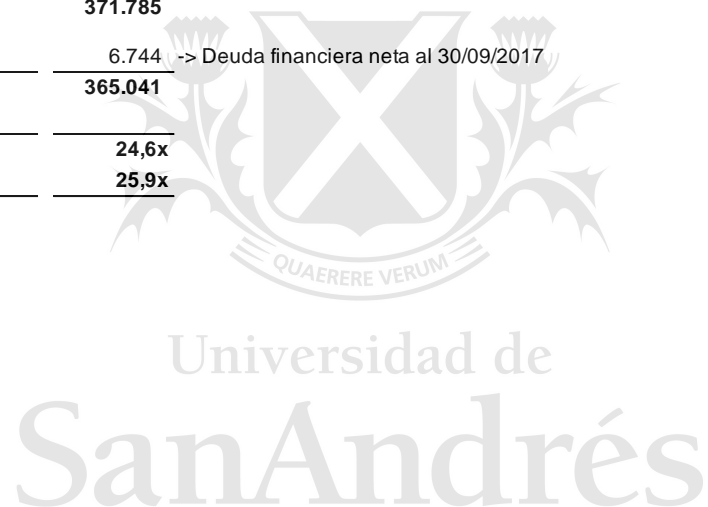 371.785
6.744 -> Deuda financiera neta al 30/09/2017
365.041
24,6x
25,9x
QUAERERE VERUM
Universidad de
SanAndrés